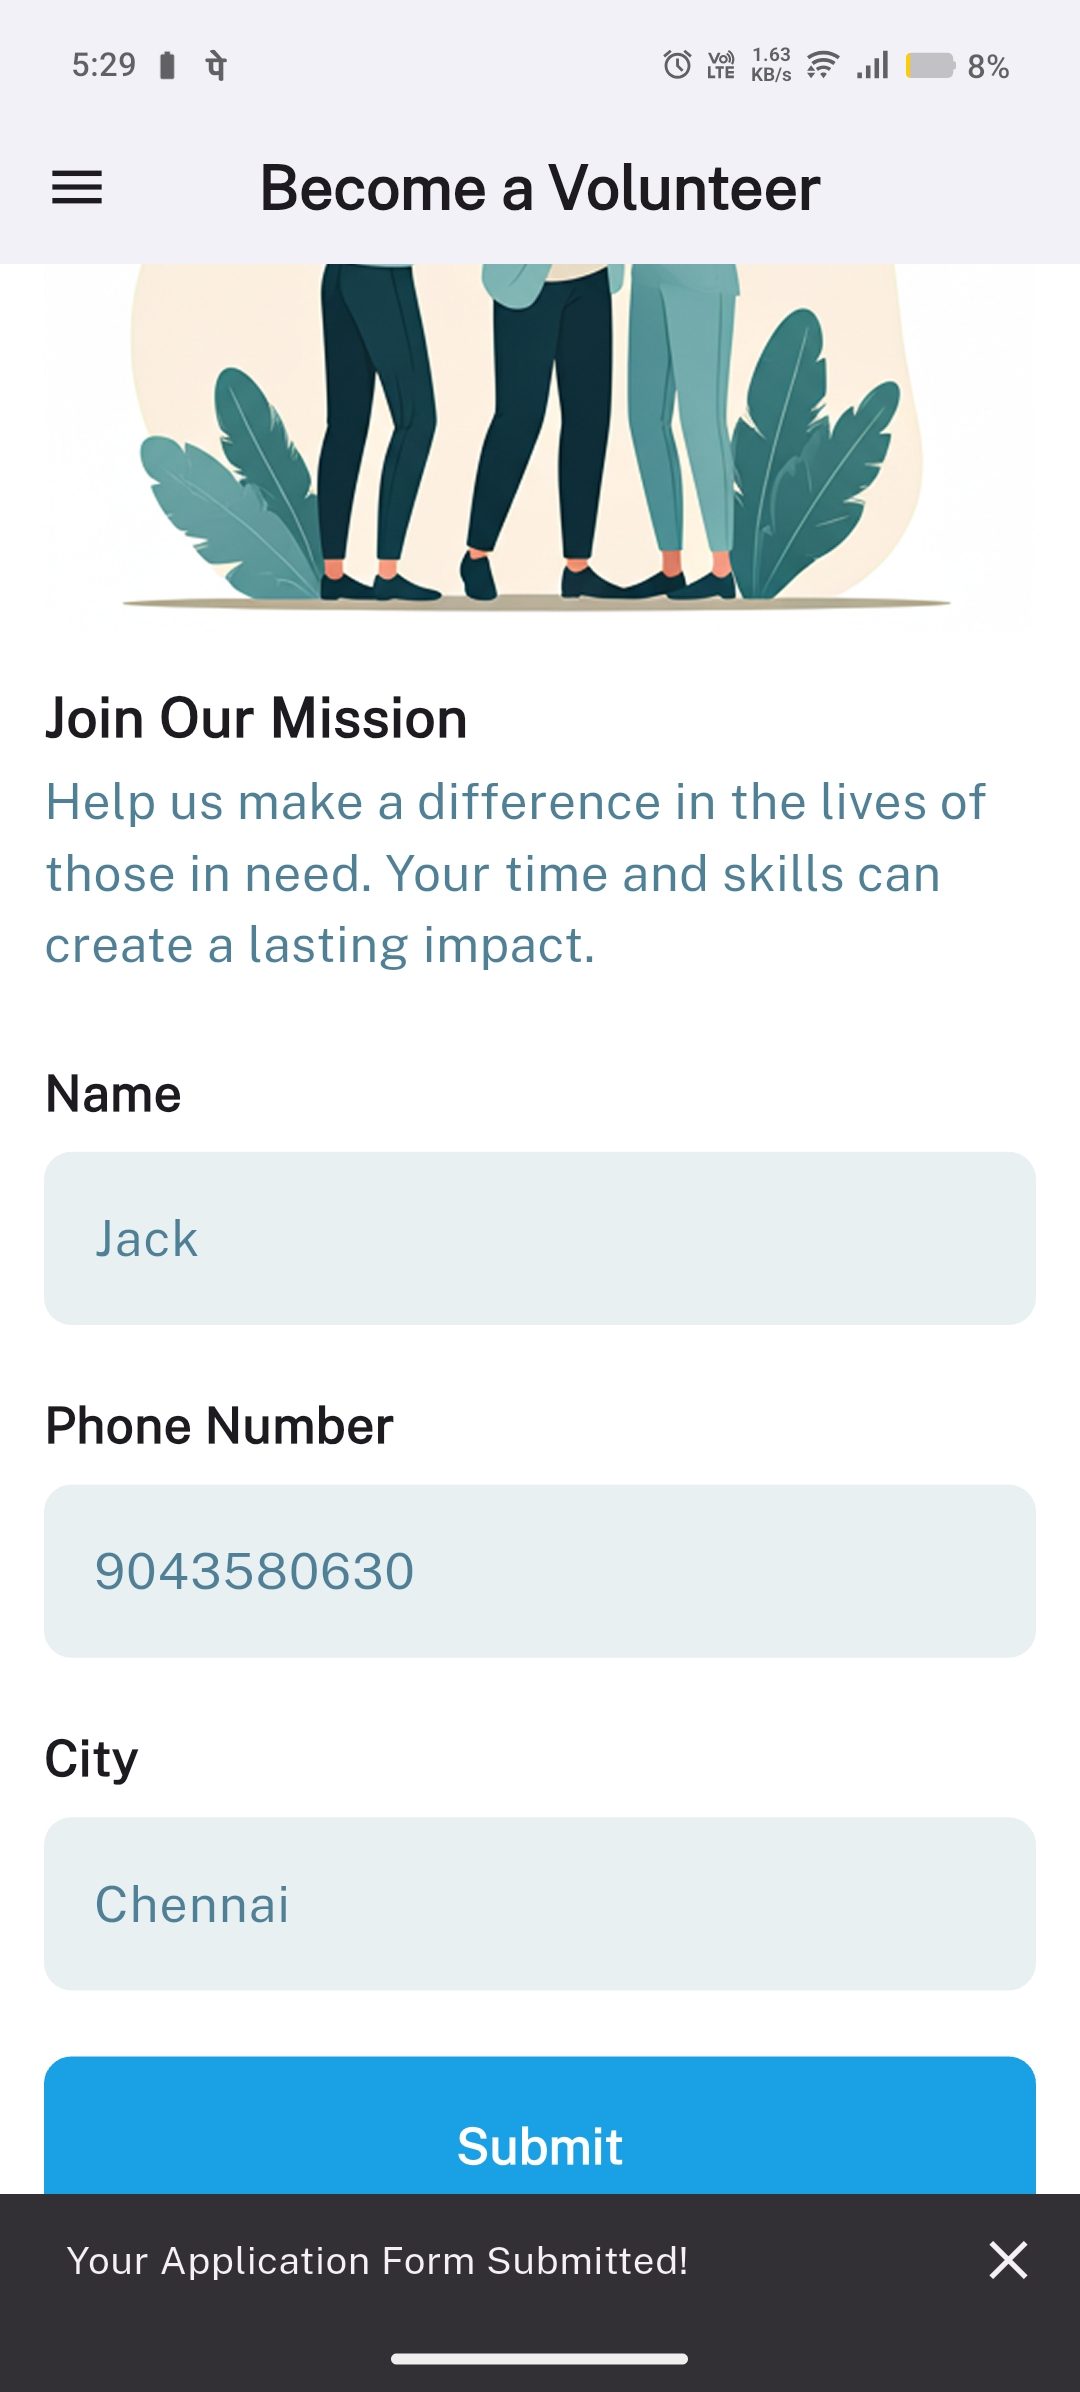 5:29 पे Vo) LTE 1.63 KB/s 8%
Become a Volunteer
Join Our Mission
Help us make a difference in the lives of
those in need. Your time and skills can
create a lasting impact.
Name
Jack
Phone Number
9043580630
City
Chennai
Submit
Your Application Form Submitted!